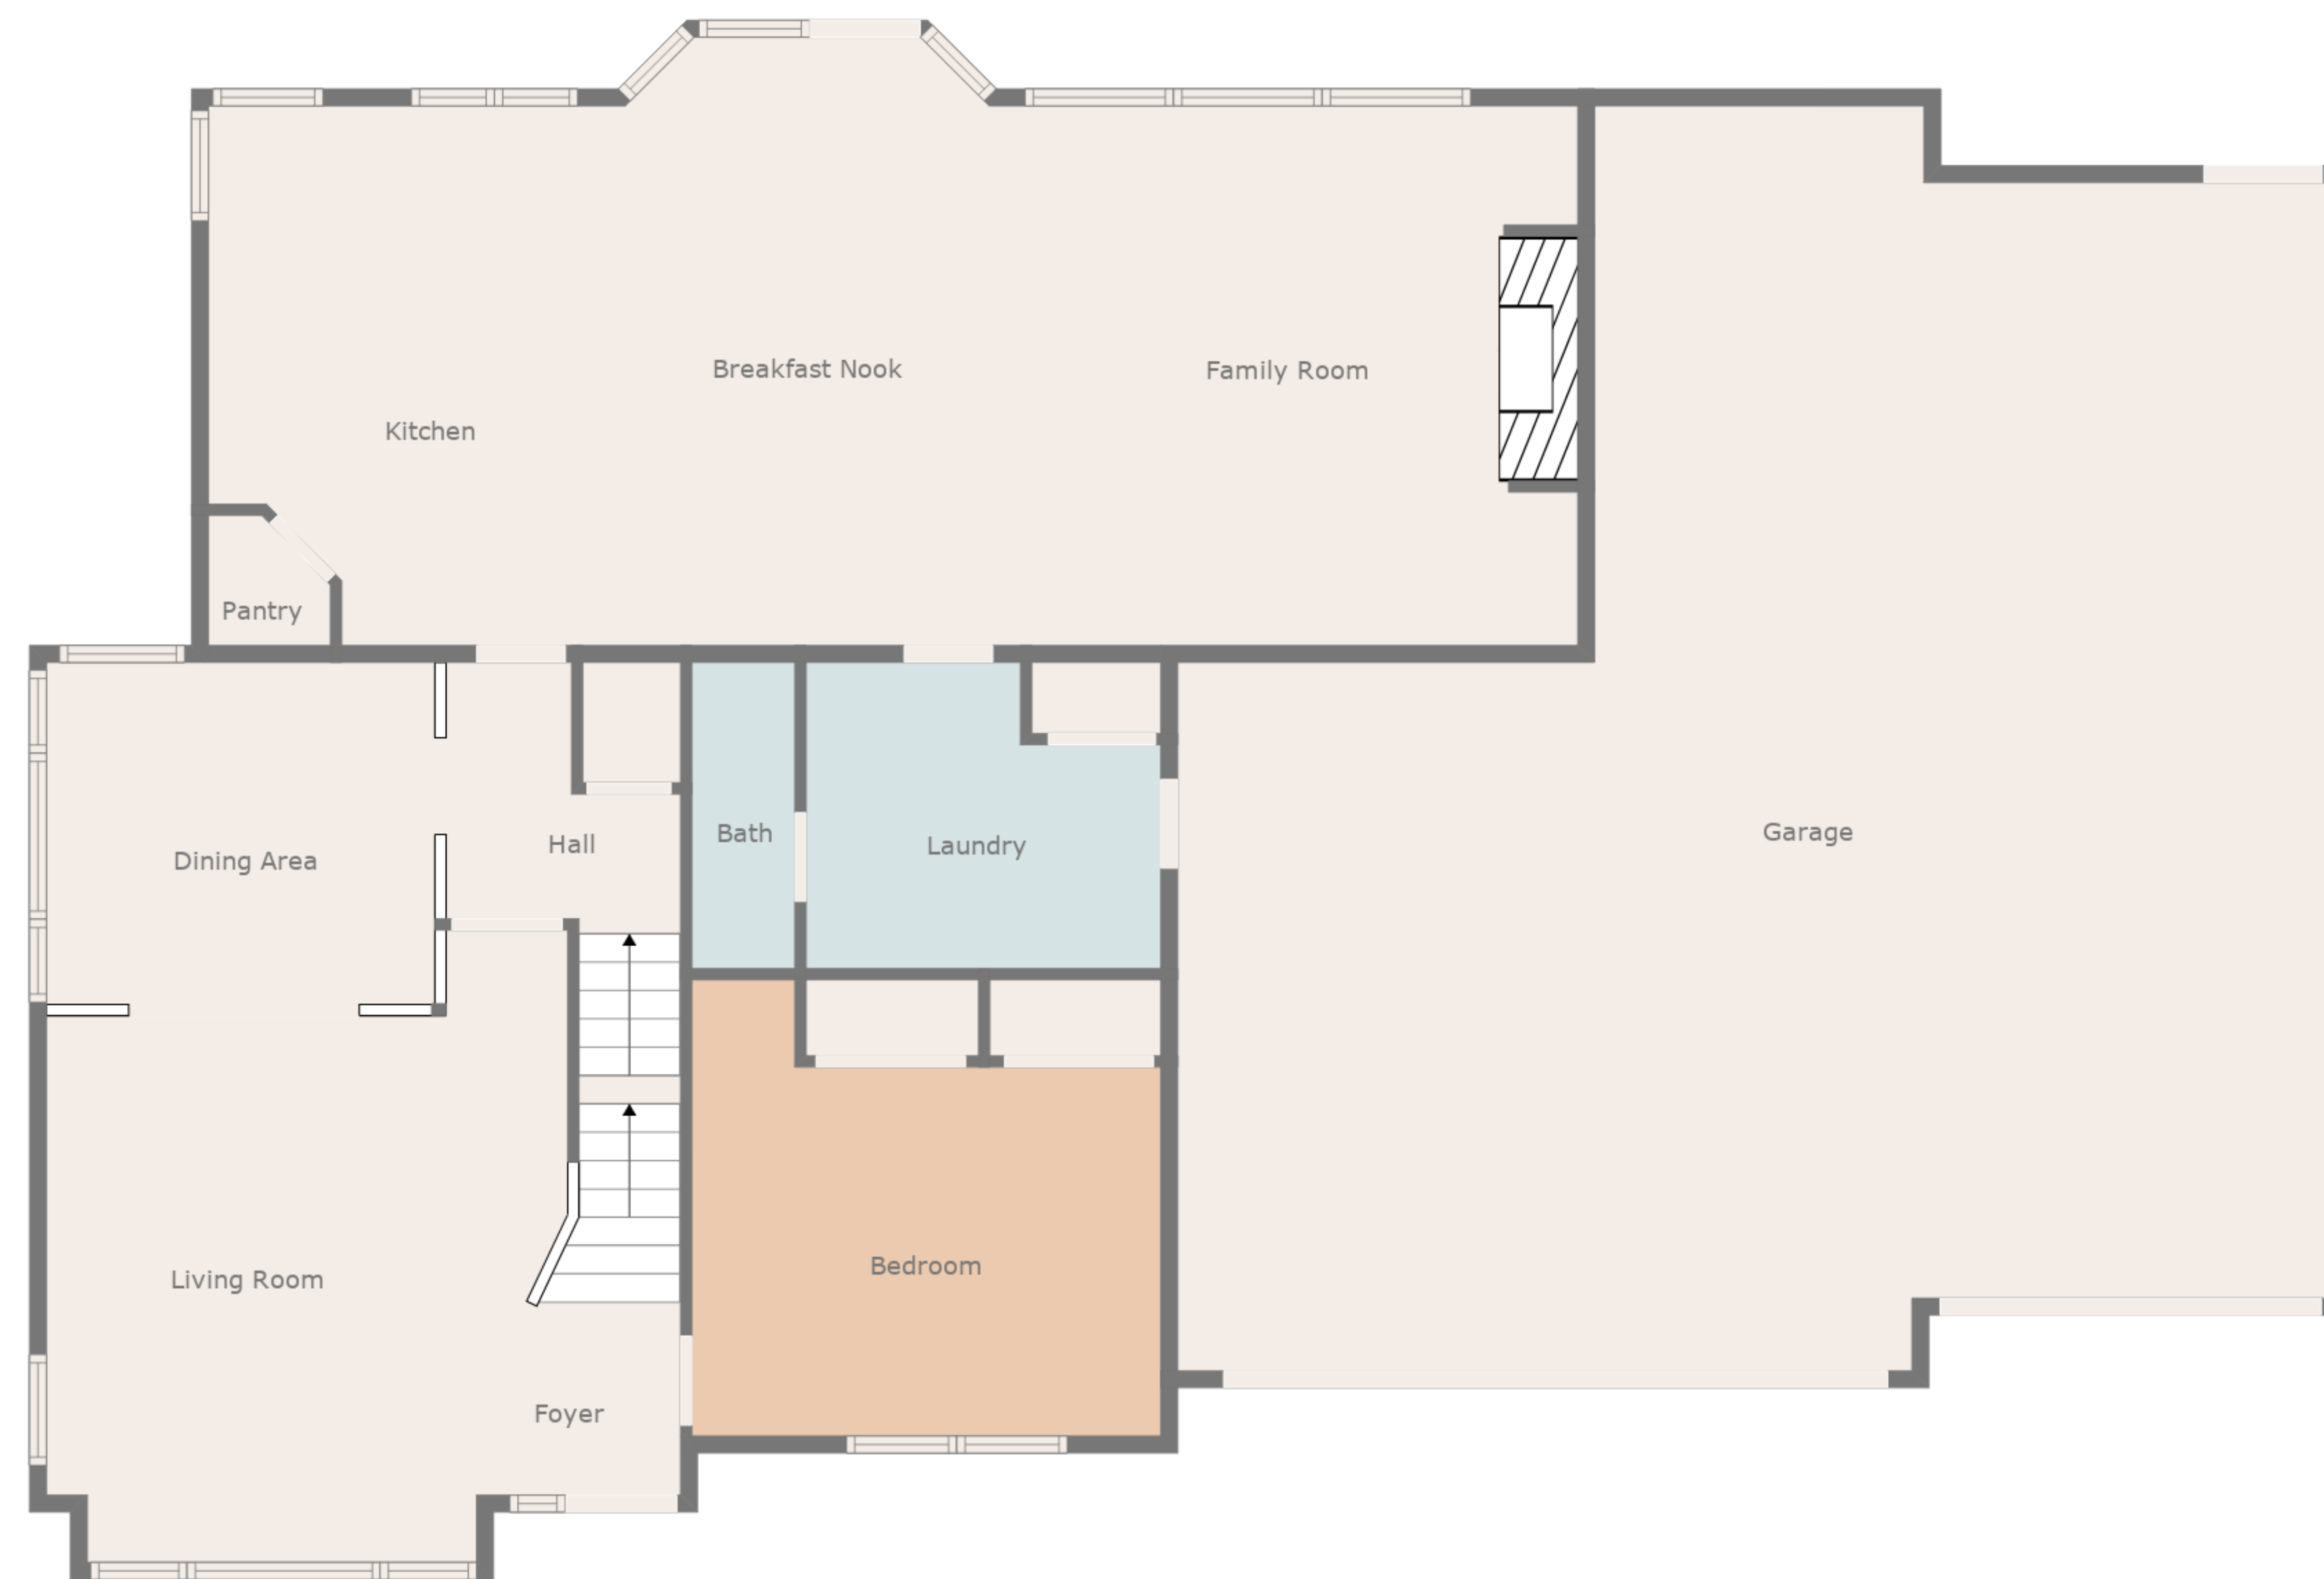 Breakfast Nook
Family Room
Kitchen
Pantry
Garage
Bath
Hall
Laundry
Dining Area
Bedroom
Living Room
Foyer